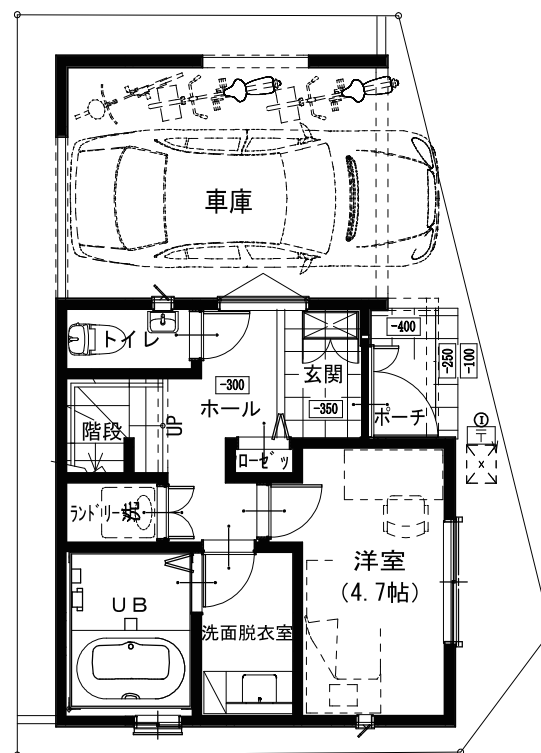 車庫
トイレ
-400
-250
-100
玄関
-300
ホール
-350
ポーチ
階段
UP
ローゼッ
ランドリー
洗
洋室
(4.7帖)
UB
洗面脱衣室